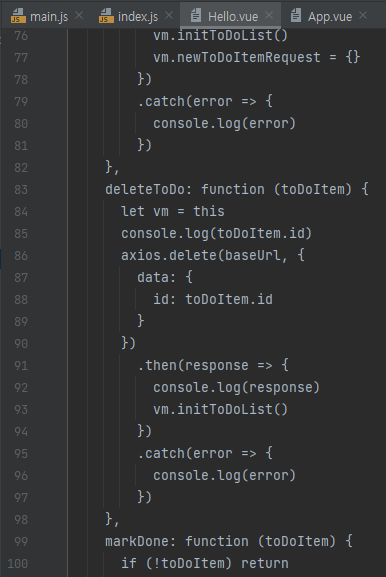 main.js index.js Hello.vue App.vue
76 vm.initToDoList()
77 vm.newToDoItemRequest = {}
78 })
79 .catch(error => {
80 console.log(error)
81 })
82 },
83 deleteToDo: function (toDoItem) {
84 let vm = this
85 console.log(toDoItem.id)
86 axios.delete(baseUrl, {
87 data: {
88 id: toDoItem.id
89 }
90 })
91 .then(response => {
92 console.log(response)
93 vm.initToDoList()
94 })
95 .catch(error => {
96 console.log(error)
97 })
98 },
99 markDone: function (toDoItem) {
100 if (!toDoItem) return